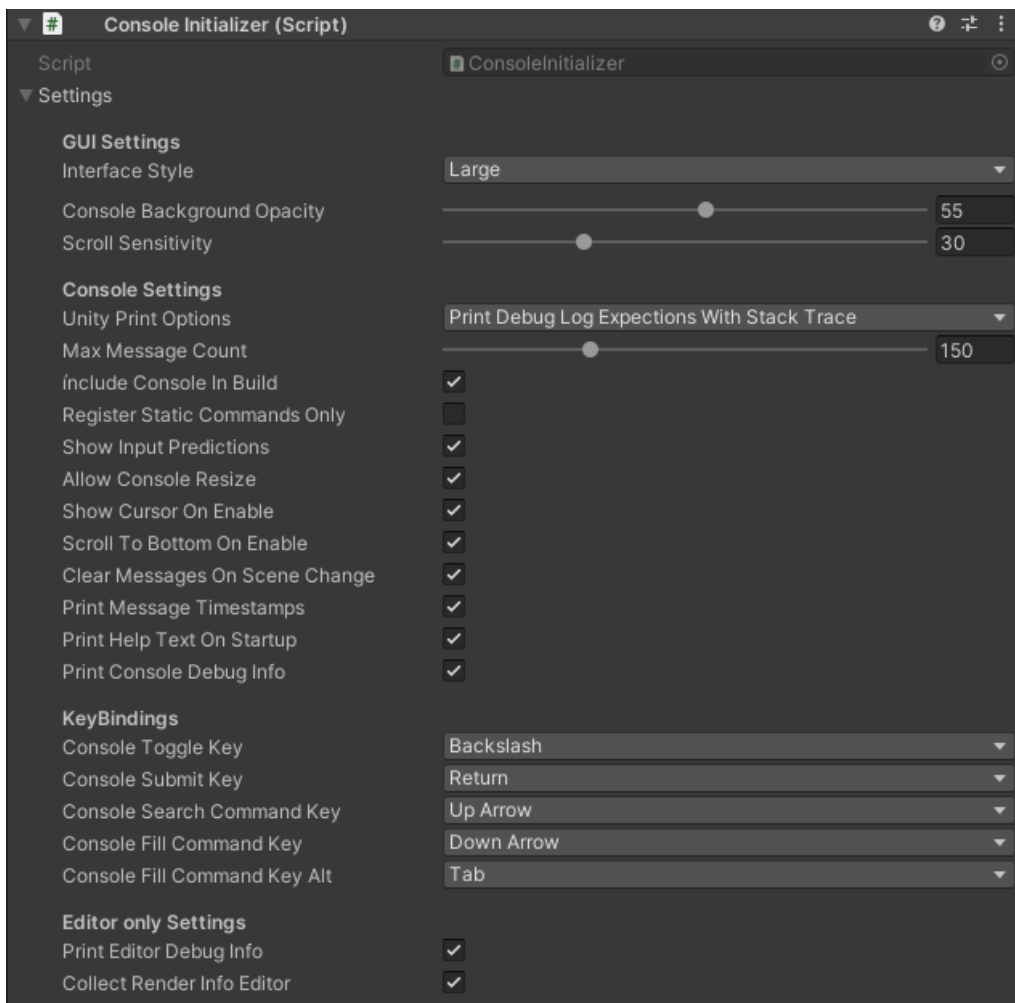 Console Initializer (Script)
Script ConsoleInitializer
Settings
GUI Settings
Interface Style Large
Console Background Opacity 55
Scroll Sensitivity 30
Console Settings
Unity Print Options Print Debug Log Expections With Stack Trace
Max Message Count 150
ínclude Console In Build
Register Static Commands Only
Show Input Predictions
Allow Console Resize
Show Cursor On Enable
Scroll To Bottom On Enable
Clear Messages On Scene Change
Print Message Timestamps
Print Help Text On Startup
Print Console Debug Info
KeyBindings
Console Toggle Key Backslash
Console Submit Key Return
Console Search Command Key Up Arrow
Console Fill Command Key Down Arrow
Console Fill Command Key Alt Tab
Editor only Settings
Print Editor Debug Info
Collect Render Info Editor